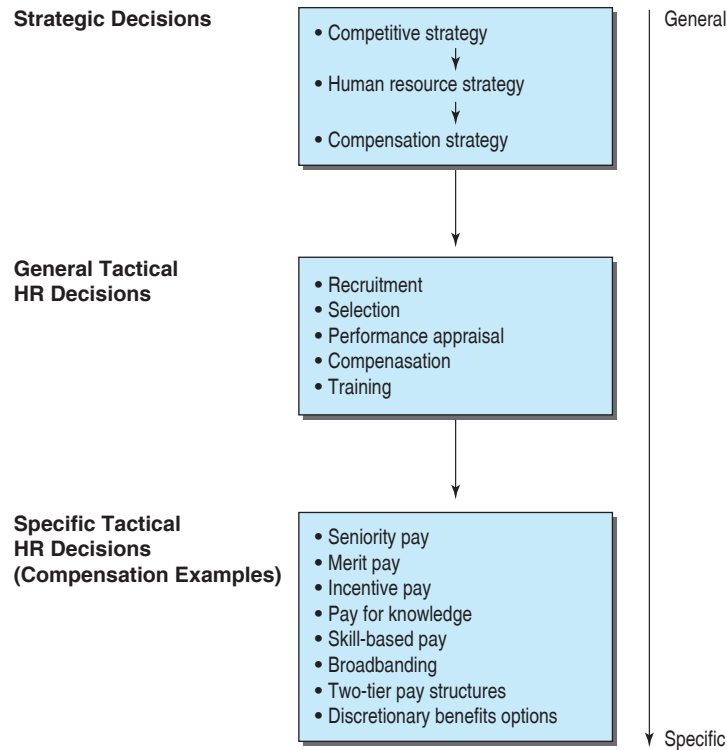 Strategic Decisions
• Competitive strategy
• Human resource strategy
• Compensation strategy
General
General Tactical
HR Decisions
• Recruitment
• Selection
• Performance appraisal
• Compenasation
• Training
Specific Tactical
HR Decisions
(Compensation Examples)
• Seniority pay
• Merit pay
• Incentive pay
• Pay for knowledge
• Skill-based pay
• Broadbanding
• Two-tier pay structures
• Discretionary benefits options
Specific